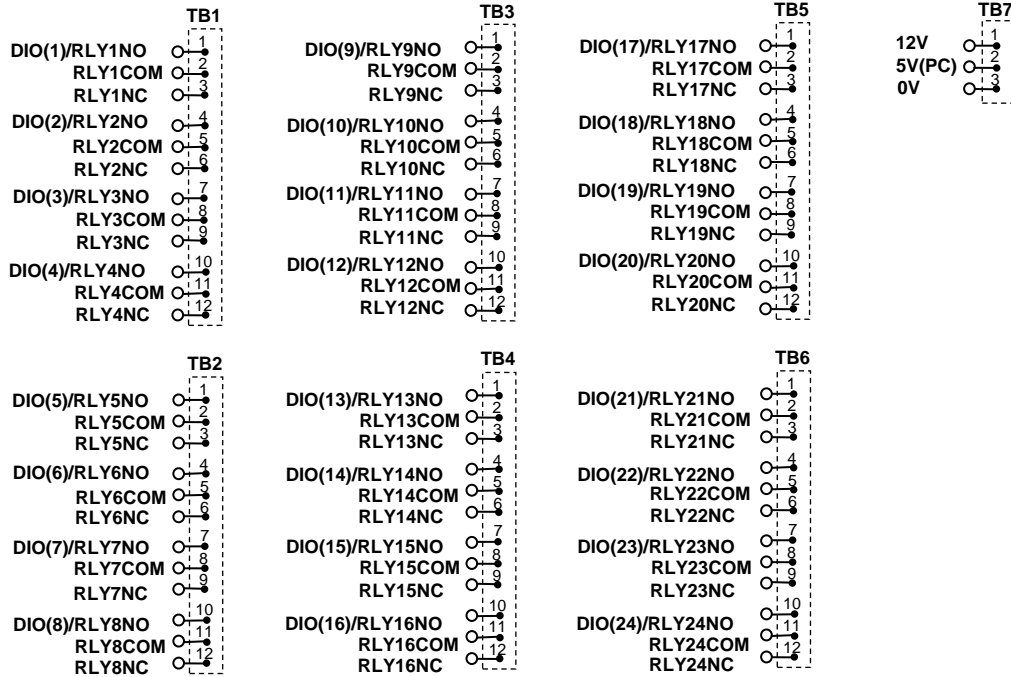 TB1
DIO(1)/RLY1NO 1
RLY1COM 2
RLY1NC 3
DIO(2)/RLY2NO 4
RLY2COM 5
RLY2NC 6
DIO(3)/RLY3NO 7
RLY3COM 8
RLY3NC 9
DIO(4)/RLY4NO 10
RLY4COM 11
RLY4NC 12
TB3
DIO(9)/RLY9NO 1
RLY9COM 2
RLY9NC 3
DIO(10)/RLY10NO 4
RLY10COM 5
RLY10NC 6
DIO(11)/RLY11NO 7
RLY11COM 8
RLY11NC 9
DIO(12)/RLY12NO 10
RLY12COM 11
RLY12NC 12
TB5
DIO(17)/RLY17NO 1
RLY17COM 2
RLY17NC 3
DIO(18)/RLY18NO 4
RLY18COM 5
RLY18NC 6
DIO(19)/RLY19NO 7
RLY19COM 8
RLY19NC 9
DIO(20)/RLY20NO 10
RLY20COM 11
RLY20NC 12
TB7
12V 1
5V(PC) 2
0V 3
TB2
DIO(5)/RLY5NO 1
RLY5COM 2
RLY5NC 3
DIO(6)/RLY6NO 4
RLY6COM 5
RLY6NC 6
DIO(7)/RLY7NO 7
RLY7COM 8
RLY7NC 9
DIO(8)/RLY8NO 10
RLY8COM 11
RLY8NC 12
TB4
DIO(13)/RLY13NO 1
RLY13COM 2
RLY13NC 3
DIO(14)/RLY14NO 4
RLY14COM 5
RLY14NC 6
DIO(15)/RLY15NO 7
RLY15COM 8
RLY15NC 9
DIO(16)/RLY16NO 10
RLY16COM 11
RLY16NC 12
TB6
DIO(21)/RLY21NO 1
RLY21COM 2
RLY21NC 3
DIO(22)/RLY22NO 4
RLY22COM 5
RLY22NC 6
DIO(23)/RLY23NO 7
RLY23COM 8
RLY23NC 9
DIO(24)/RLY24NO 10
RLY24COM 11
RLY24NC 12